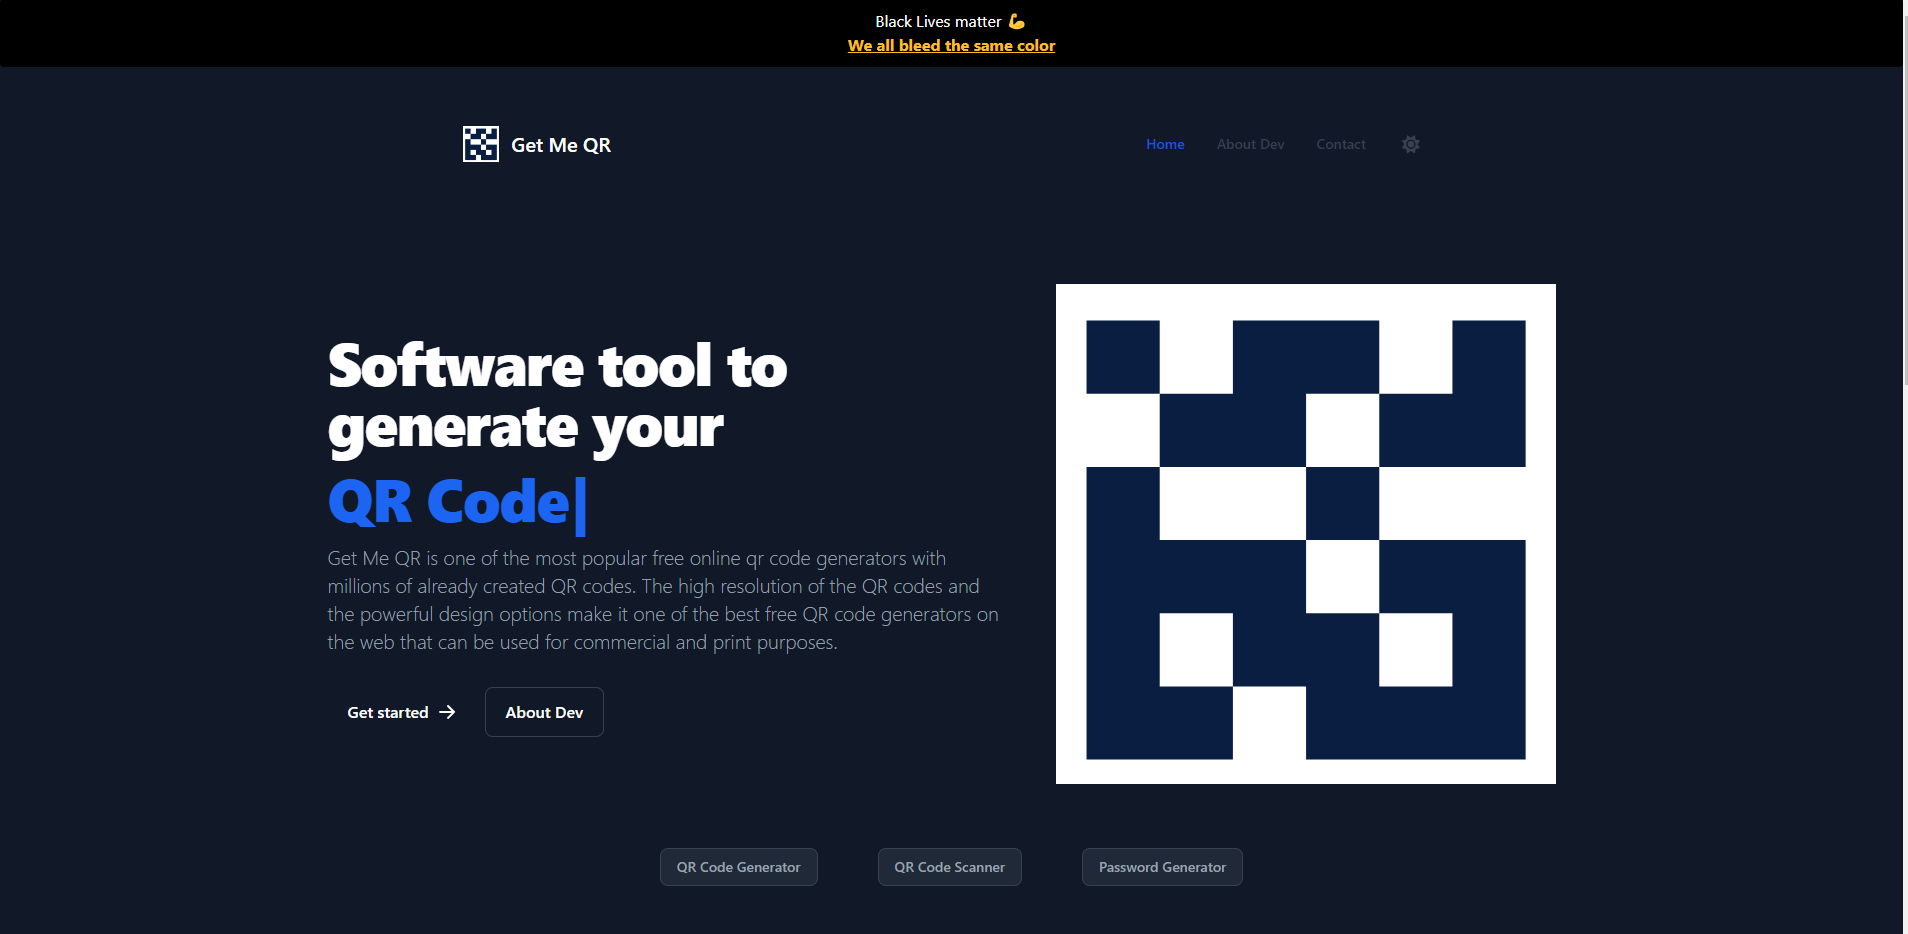 Black Lives matter 💪
We all bleed the same color
Get Me QR
Home
About Dev
Contact
Software tool to
generate your
QR Code|
Get Me QR is one of the most popular free online qr code generators with
millions of already created QR codes. The high resolution of the QR codes and
the powerful design options make it one of the best free QR code generators on
the web that can be used for commercial and print purposes.
Get started →
About Dev
QR Code Generator
QR Code Scanner
Password Generator